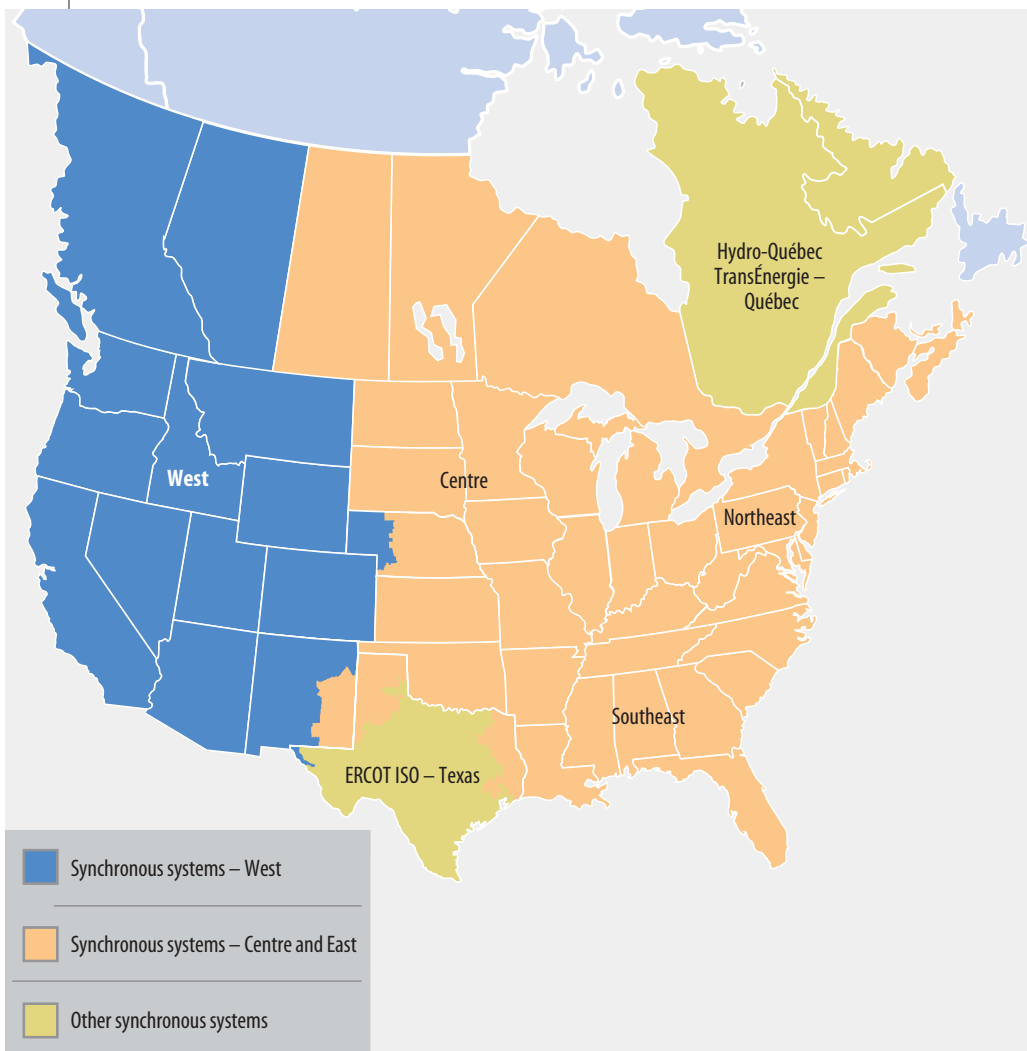 Hydro-Québec
TransÉnergie –
Québec
West
Centre
Northeast
Southeast
ERCOT ISO – Texas
Synchronous systems – West
Synchronous systems – Centre and East
Other synchronous systems